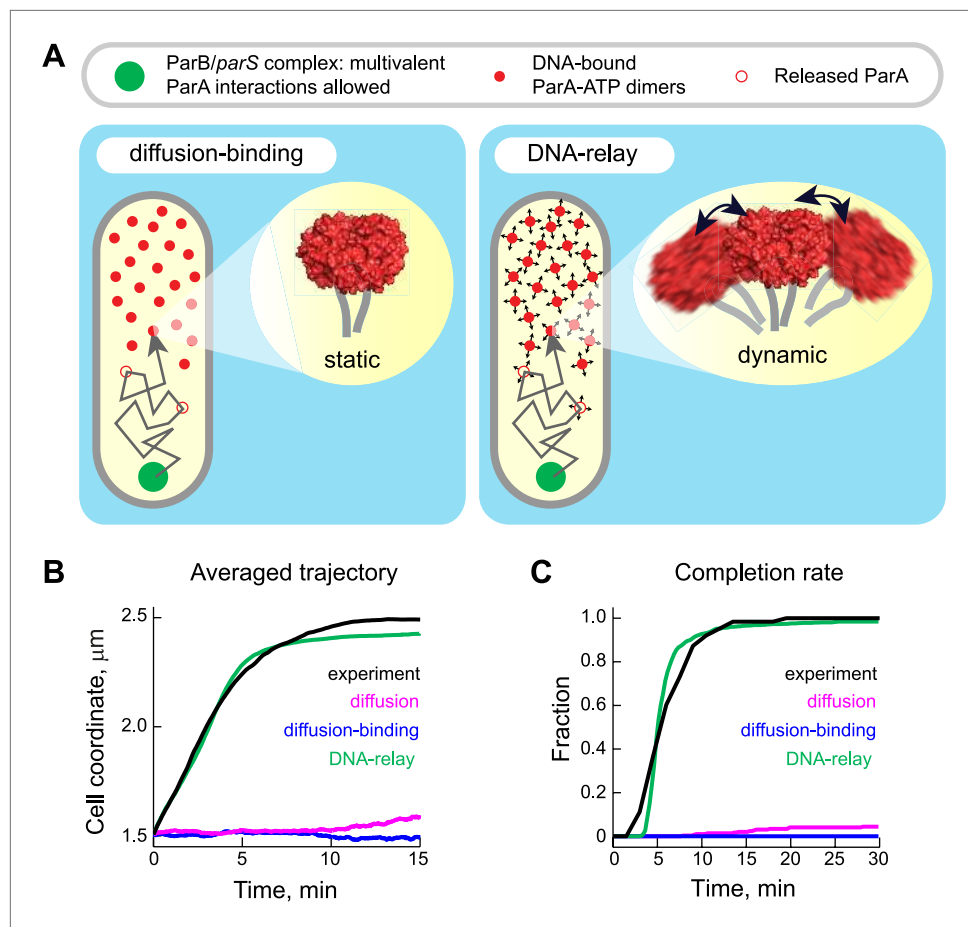 A
ParB/parS complex: multivalent
ParA interactions allowed
DNA-bound
ParA-ATP dimers
Released ParA
diffusion-binding
static
DNA-relay
dynamic
B
Averaged trajectory
2.5
2.0
1.5
Cell coordinate, μm
experiment
diffusion
diffusion-binding
DNA-relay
0 5 10 15
Time, min
C
Completion rate
1.0
0.8
0.6
0.4
0.2
0
Fraction
experiment
diffusion
diffusion-binding
DNA-relay
0 5 10 15 20 25 30
Time, min